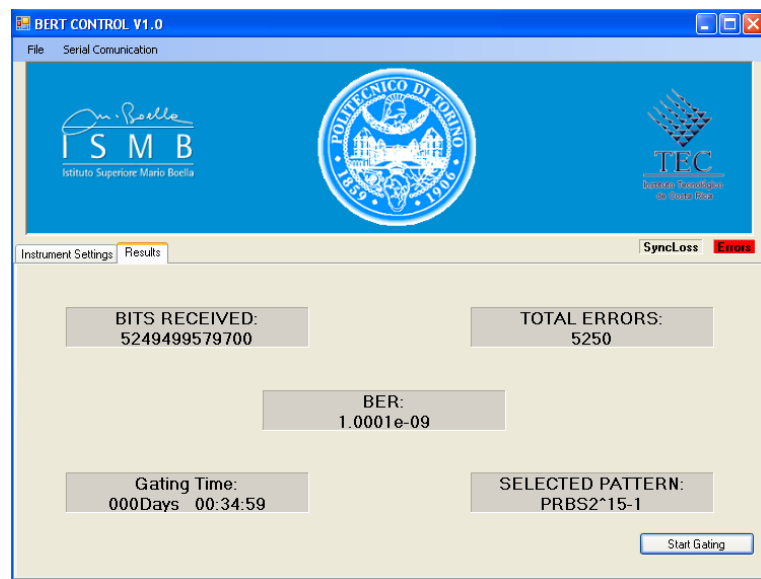 BERT CONTROL V1.0
File Serial Comunication
m. Boella
ISMB
Istituto Superiore Mario Boella
POLITECNICO DI TORINO
· 1859 · 1906 ·
TEC
Instituto Tecnológico
de Costa Rica
SyncLoss Errors
Instrument Settings Results
BITS RECEIVED:
5249499579700
TOTAL ERRORS:
5250
BER:
1.0001e-09
Gating Time:
000Days 00:34:59
SELECTED PATTERN:
PRBS2^15-1
Start Gating